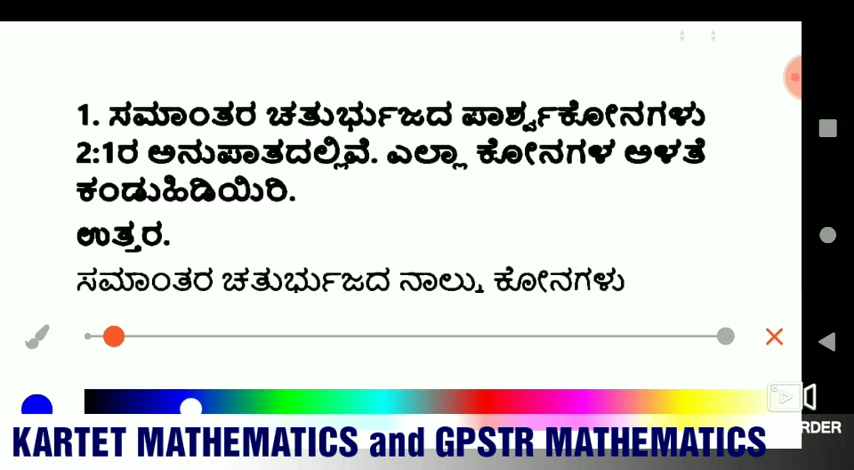 1. ಸಮಾಂತರ ಚತುರ್ಭುಜದ ಪಾರ್ಶ್ವಕೋನಗಳು
2:1ರ ಅನುಪಾತದಲ್ಲಿವೆ. ಎಲ್ಲಾ ಕೋನಗಳ ಅಳತೆ
ಕಂಡುಹಿಡಿಯಿರಿ.
ಉತ್ತರ.
ಸಮಾಂತರ ಚತುರ್ಭುಜದ ನಾಲ್ಕು ಕೋನಗಳು
KARTET MATHEMATICS and GPSTR MATHEMATICS